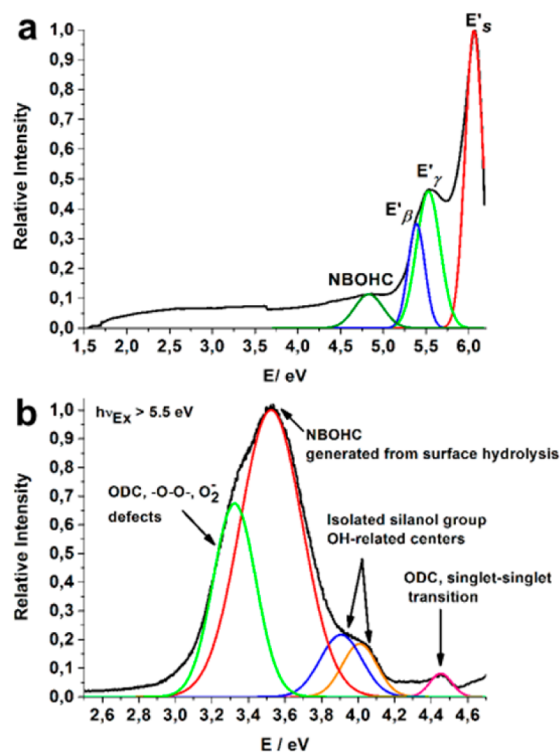 a
E's
1,0
0,9
0,8
0,7
0,6
0,5
0,4
0,3
0,2
0,1
0,0
Relative Intensity
E'γ
E'β
NBOHC
1,5 2,0 2,5 3,0 3,5 4,0 4,5 5,0 5,5 6,0
E/ eV
b
hνEx > 5.5 eV
1,0
0,9
0,8
0,7
0,6
0,5
0,4
0,3
0,2
0,1
0,0
Relative Intensity
NBOHC
generated from surface hydrolysis
ODC, -O-O-, O₂⁻
defects
Isolated silanol group
OH-related centers
ODC, singlet-singlet
transition
2,6 2,8 3,0 3,2 3,4 3,6 3,8 4,0 4,2 4,4 4,6
E / eV